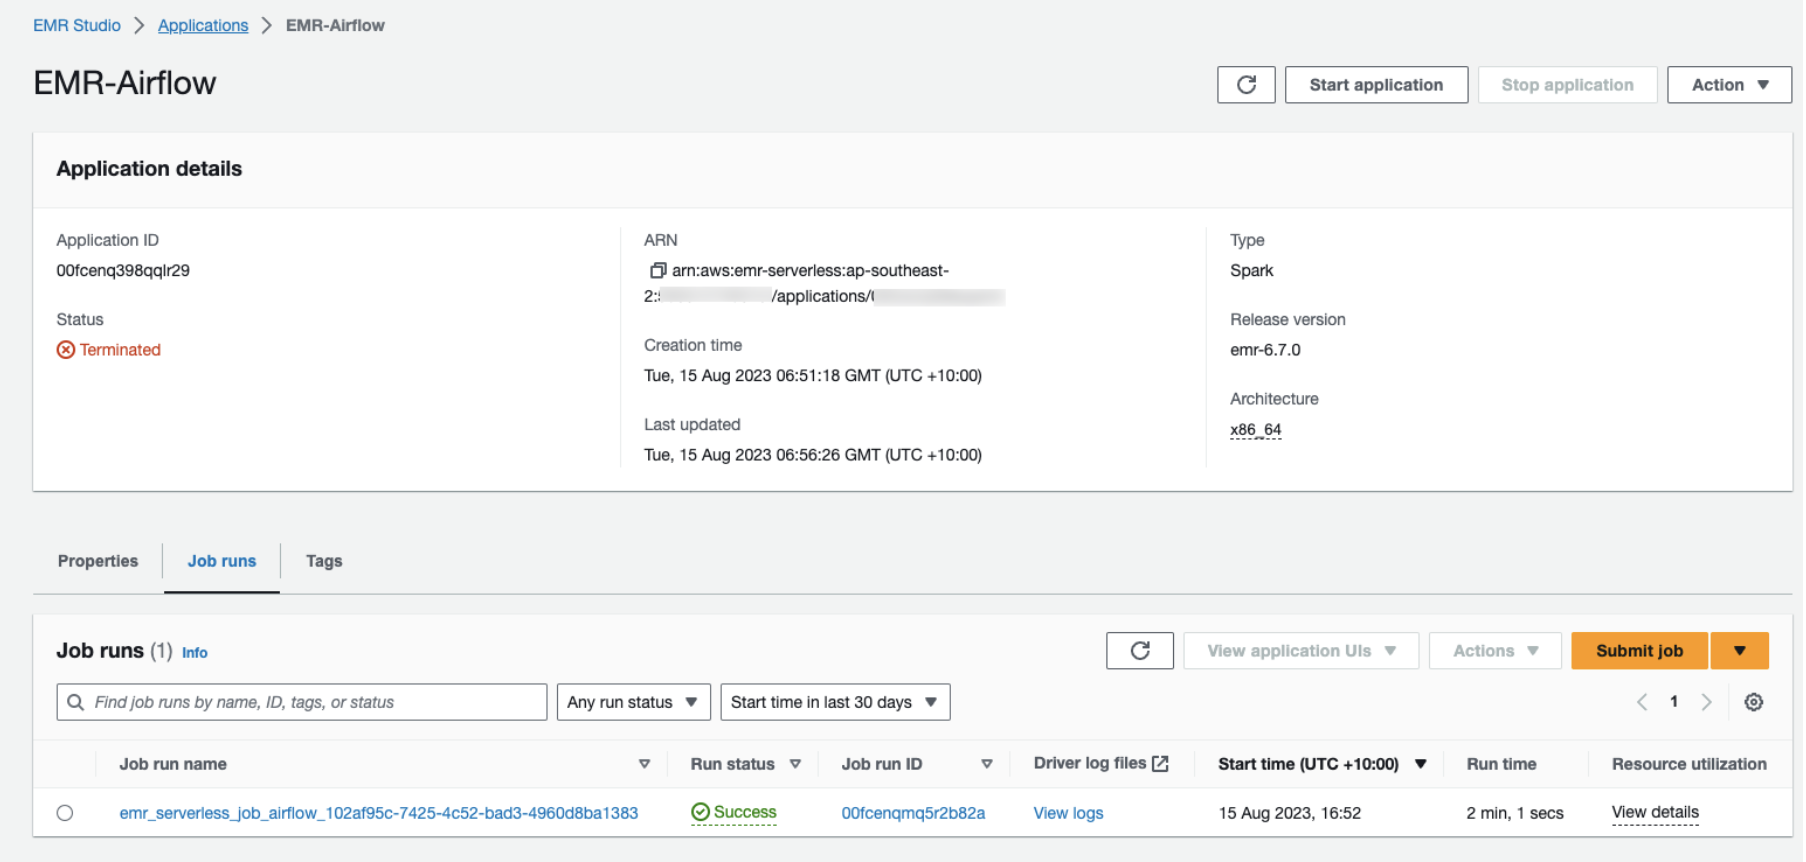 EMR Studio > Applications > EMR-Airflow
EMR-Airflow
Start application Stop application Action
Application details
Application ID
00fcenq398qqlr29
Status
Terminated
ARN
arn:aws:emr-serverless:ap-southeast-
2: /applications/
Creation time
Tue, 15 Aug 2023 06:51:18 GMT (UTC +10:00)
Last updated
Tue, 15 Aug 2023 06:56:26 GMT (UTC +10:00)
Type
Spark
Release version
emr-6.7.0
Architecture
x86_64
Properties Job runs Tags
Job runs (1) Info
View application UIs Actions Submit job
Find job runs by name, ID, tags, or status Any run status Start time in last 30 days 1
Job run name Run status Job run ID Driver log files Start time (UTC +10:00) Run time Resource utilization
emr_serverless_job_airflow_102af95c-7425-4c52-bad3-4960d8ba1383 Success 00fcenqmq5r2b82a View logs 15 Aug 2023, 16:52 2 min, 1 secs View details